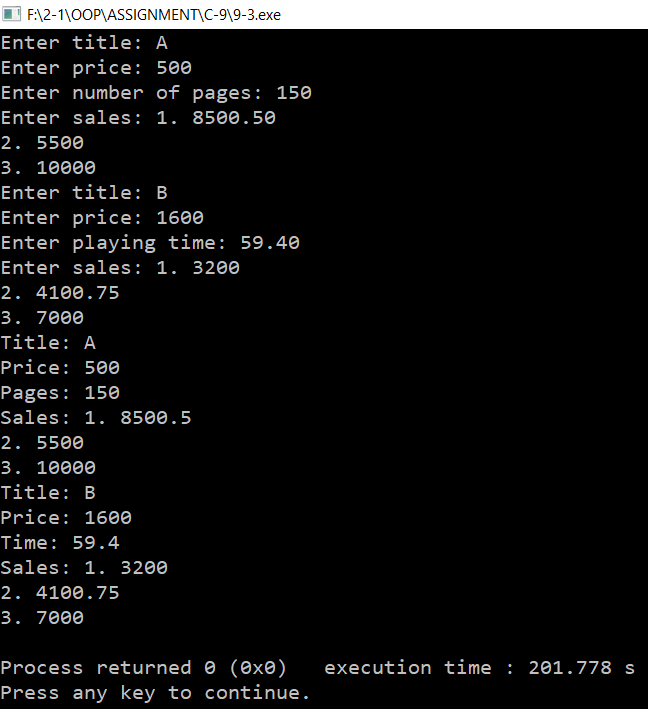 F:\2-1\OOP\ASSIGNMENT\C-9\9-3.exe
Enter title: A
Enter price: 500
Enter number of pages: 150
Enter sales: 1. 8500.50
2. 5500
3. 10000
Enter title: B
Enter price: 1600
Enter playing time: 59.40
Enter sales: 1. 3200
2. 4100.75
3. 7000
Title: A
Price: 500
Pages: 150
Sales: 1. 8500.5
2. 5500
3. 10000
Title: B
Price: 1600
Time: 59.4
Sales: 1. 3200
2. 4100.75
3. 7000
Process returned 0 (0x0)   execution time : 201.778 s
Press any key to continue.